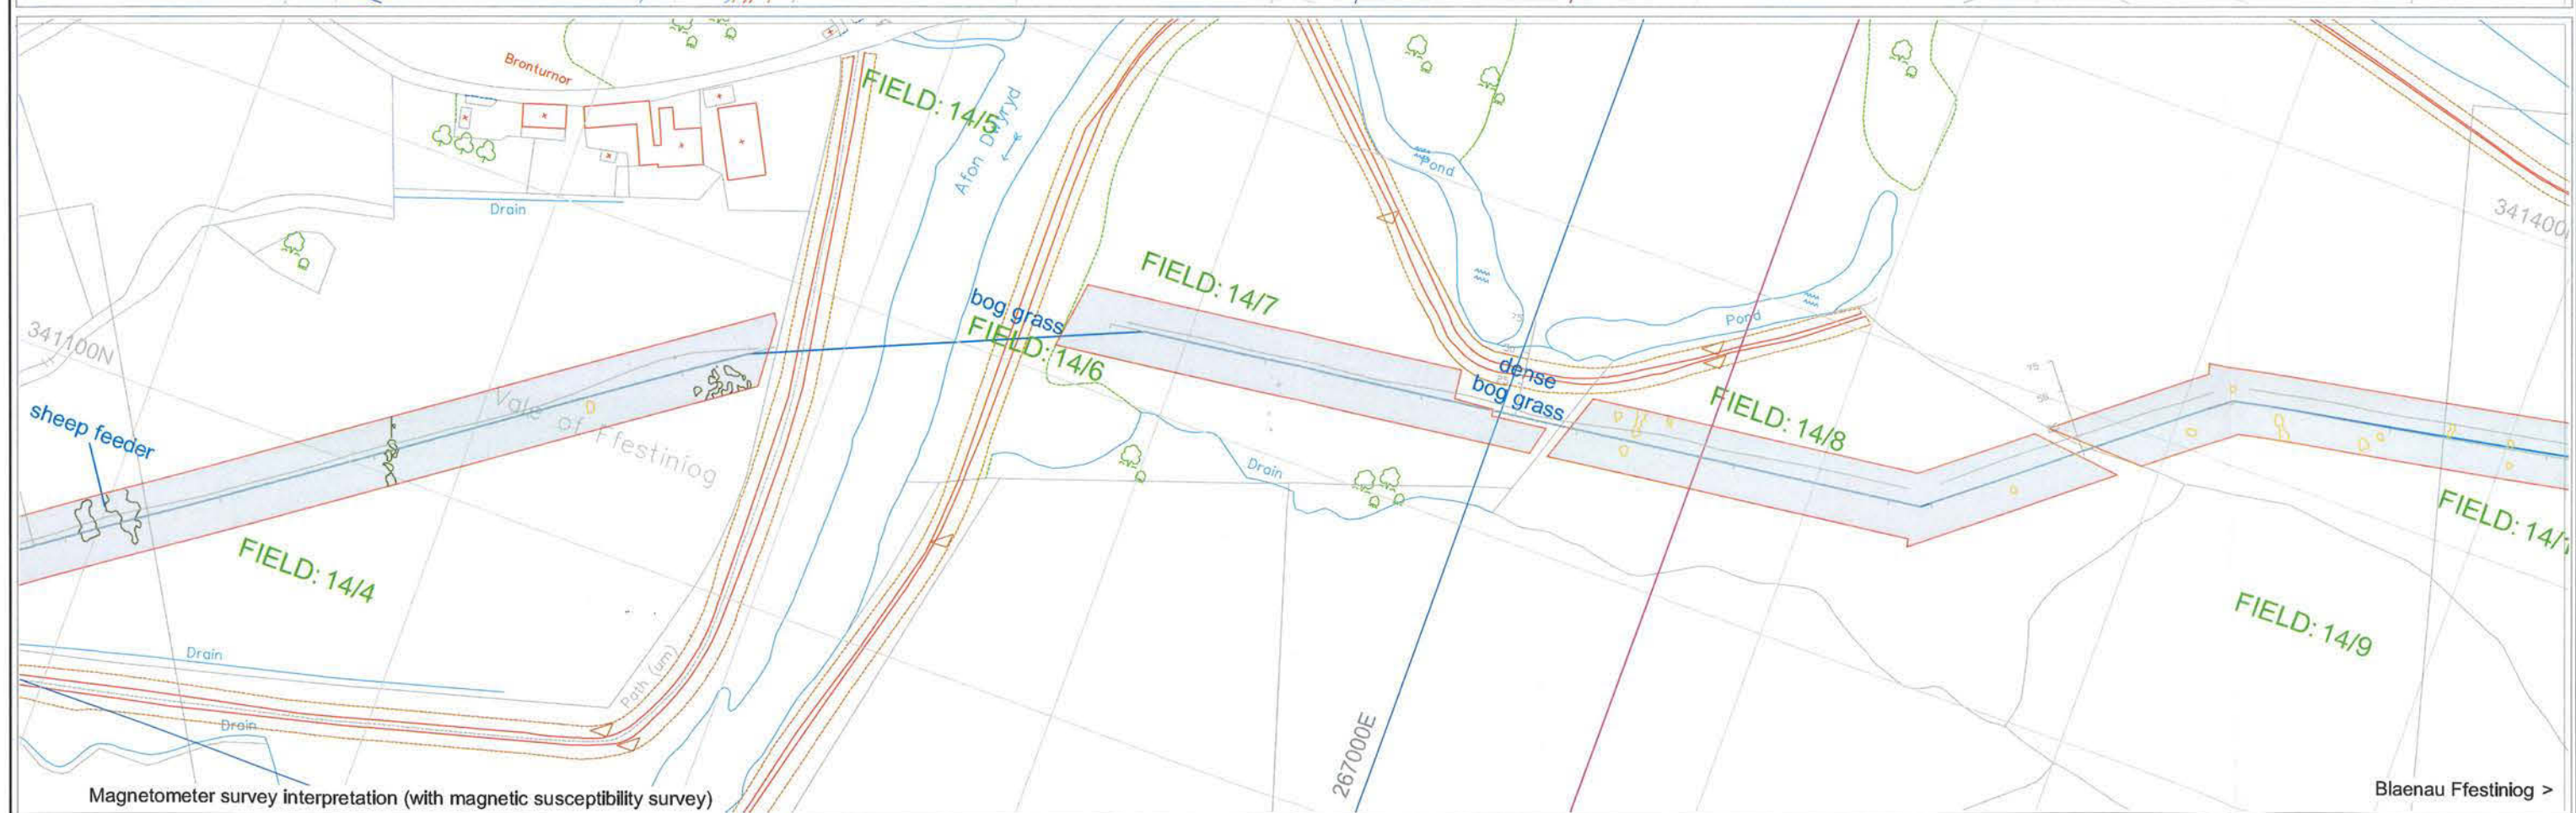 Bronturnor
FIELD: 14/5
Afon Dwyryd
Drain
Pond
341400
bog grass
FIELD: 14/6
FIELD: 14/7
Pond
dense
bog grass
FIELD: 14/8
341100N
sheep feeder
Vale of Ffestiniog
Drain
FIELD: 14/4
FIELD: 14/
FIELD: 14/9
Drain
Path (um)
Drain
267000E
Magnetometer survey interpretation (with magnetic susceptibility survey)
Blaenau Ffestiniog >